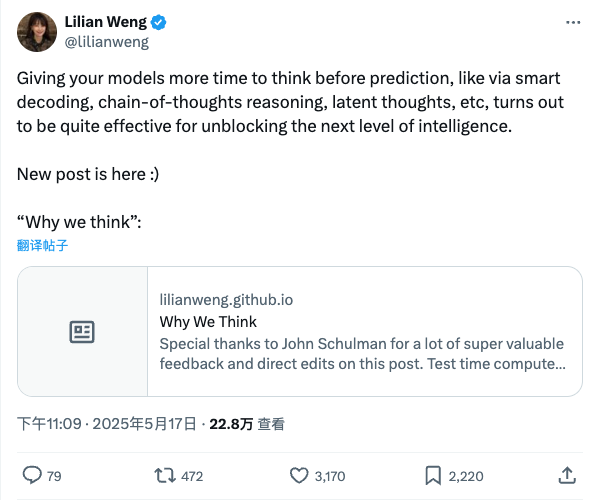 Lilian Weng
@lilianweng
Giving your models more time to think before prediction, like via smart
decoding, chain-of-thoughts reasoning, latent thoughts, etc, turns out
to be quite effective for unblocking the next level of intelligence.
New post is here :)
“Why we think”:
翻译帖子
lilianweng.github.io
Why We Think
Special thanks to John Schulman for a lot of super valuable
feedback and direct edits on this post. Test time compute...
下午11:09 · 2025年5月17日 · 22.8万 查看
79 472 3,170 2,220